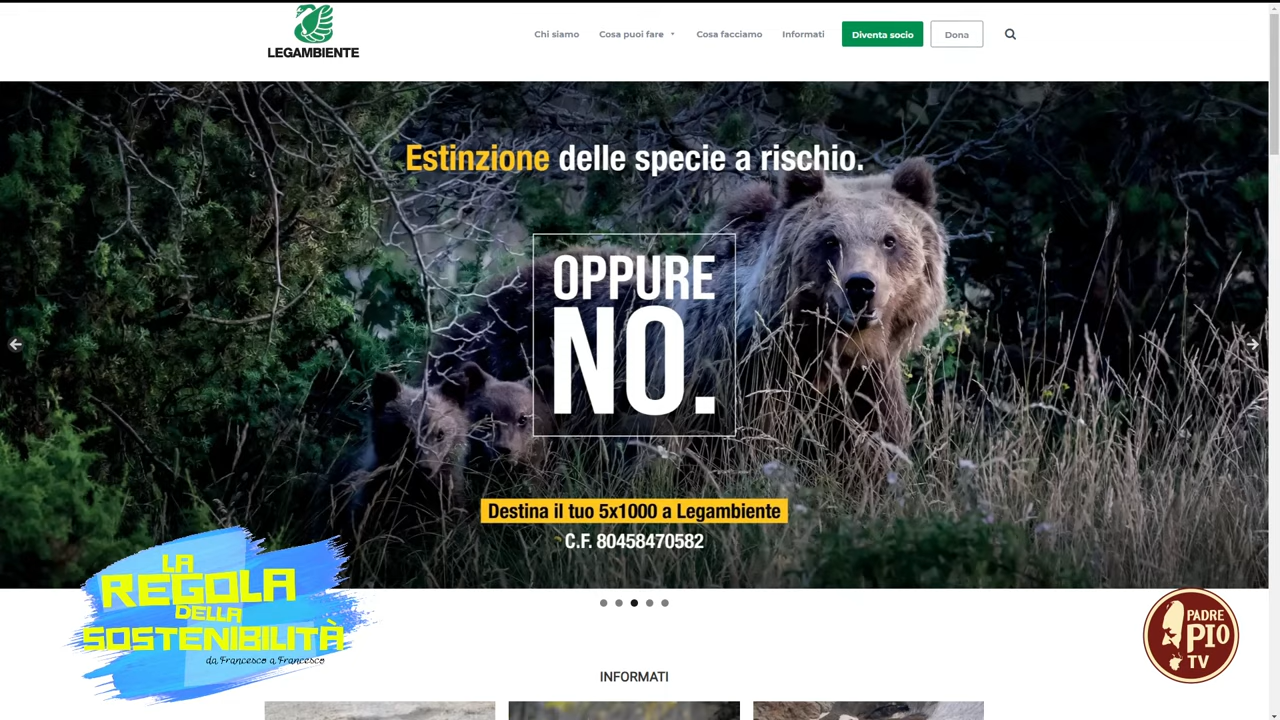 LEGAMBIENTE
Chi siamo
Cosa puoi fare
Cosa facciamo
Informati
Diventa socio
Dona
Estinzione delle specie a rischio.
OPPURE
NO.
Destina il tuo 5x1000 a Legambiente
C.F. 80458470582
LA
REGOLA
DELLA
SOSTENIBILITÀ
da Francesco a Francesco
PADRE
PIO
TV
INFORMATI